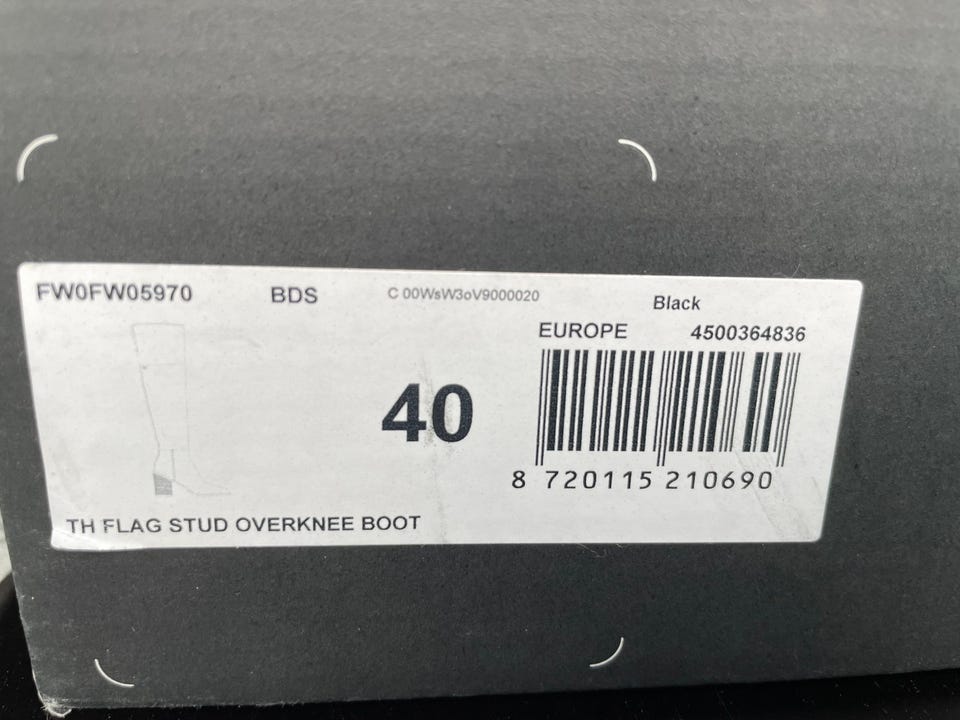 FW0FW05970 BDS C 00WsW3oV9000020 Black
EUROPE 4500364836
40
8 720115 210690
TH FLAG STUD OVERKNEE BOOT